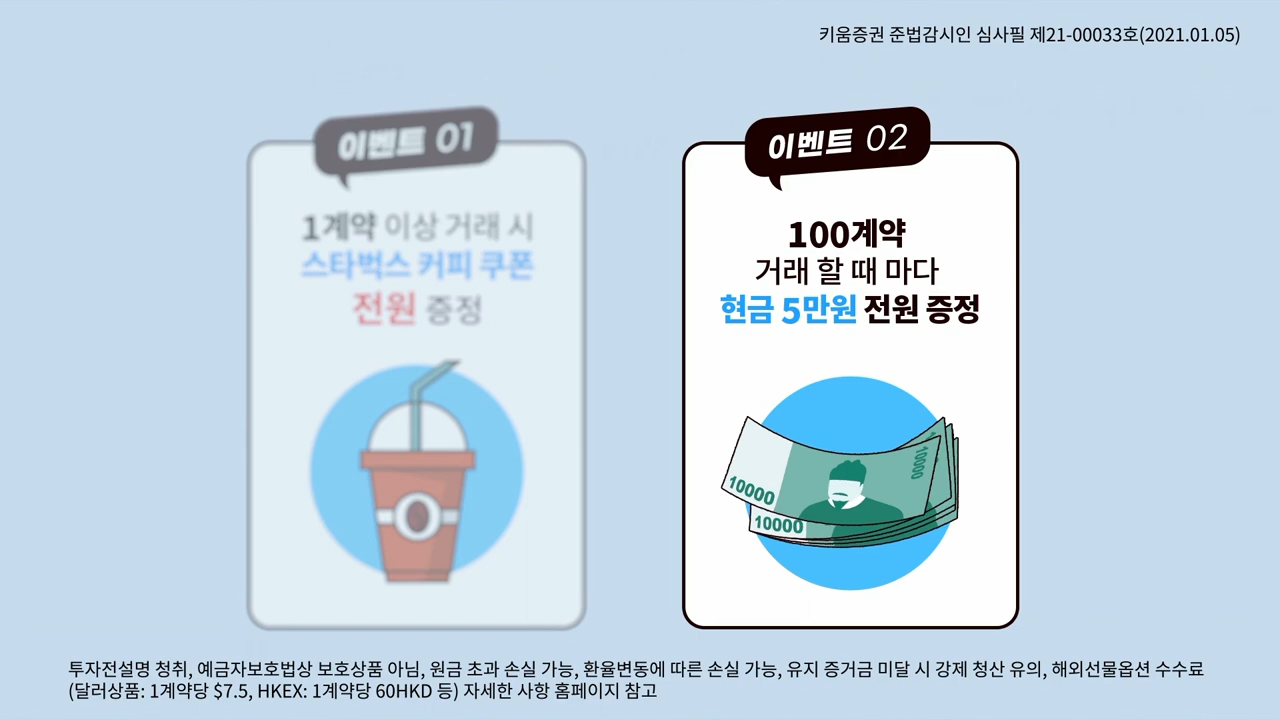 키움증권 준법감시인 심사필 제21-00033호(2021.01.05)
이벤트 01
1계약 이상 거래 시
스타벅스 커피 쿠폰
전원 증정
이벤트 02
100계약
거래 할 때 마다
현금 5만원 전원 증정
10000
10000
10000
투자전설명 청취, 예금자보호법상 보호상품 아님, 원금 초과 손실 가능, 환율변동에 따른 손실 가능, 유지 증거금 미달 시 강제 청산 유의, 해외선물옵션 수수료
(달러상품: 1계약당 $7.5, HKEX: 1계약당 60HKD 등) 자세한 사항 홈페이지 참고